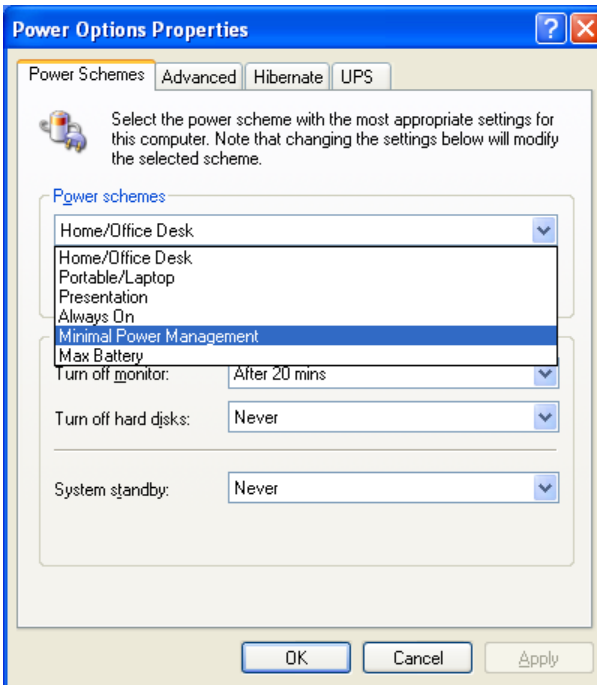 Power Options Properties
Power Schemes Advanced Hibernate UPS
Select the power scheme with the most appropriate settings for
this computer. Note that changing the settings below will modify
the selected scheme.
Power schemes
Home/Office Desk
Home/Office Desk
Portable/Laptop
Presentation
Always On
Minimal Power Management
Max Battery
Turn off monitor: After 20 mins
Turn off hard disks: Never
System standby: Never
OK Cancel Apply